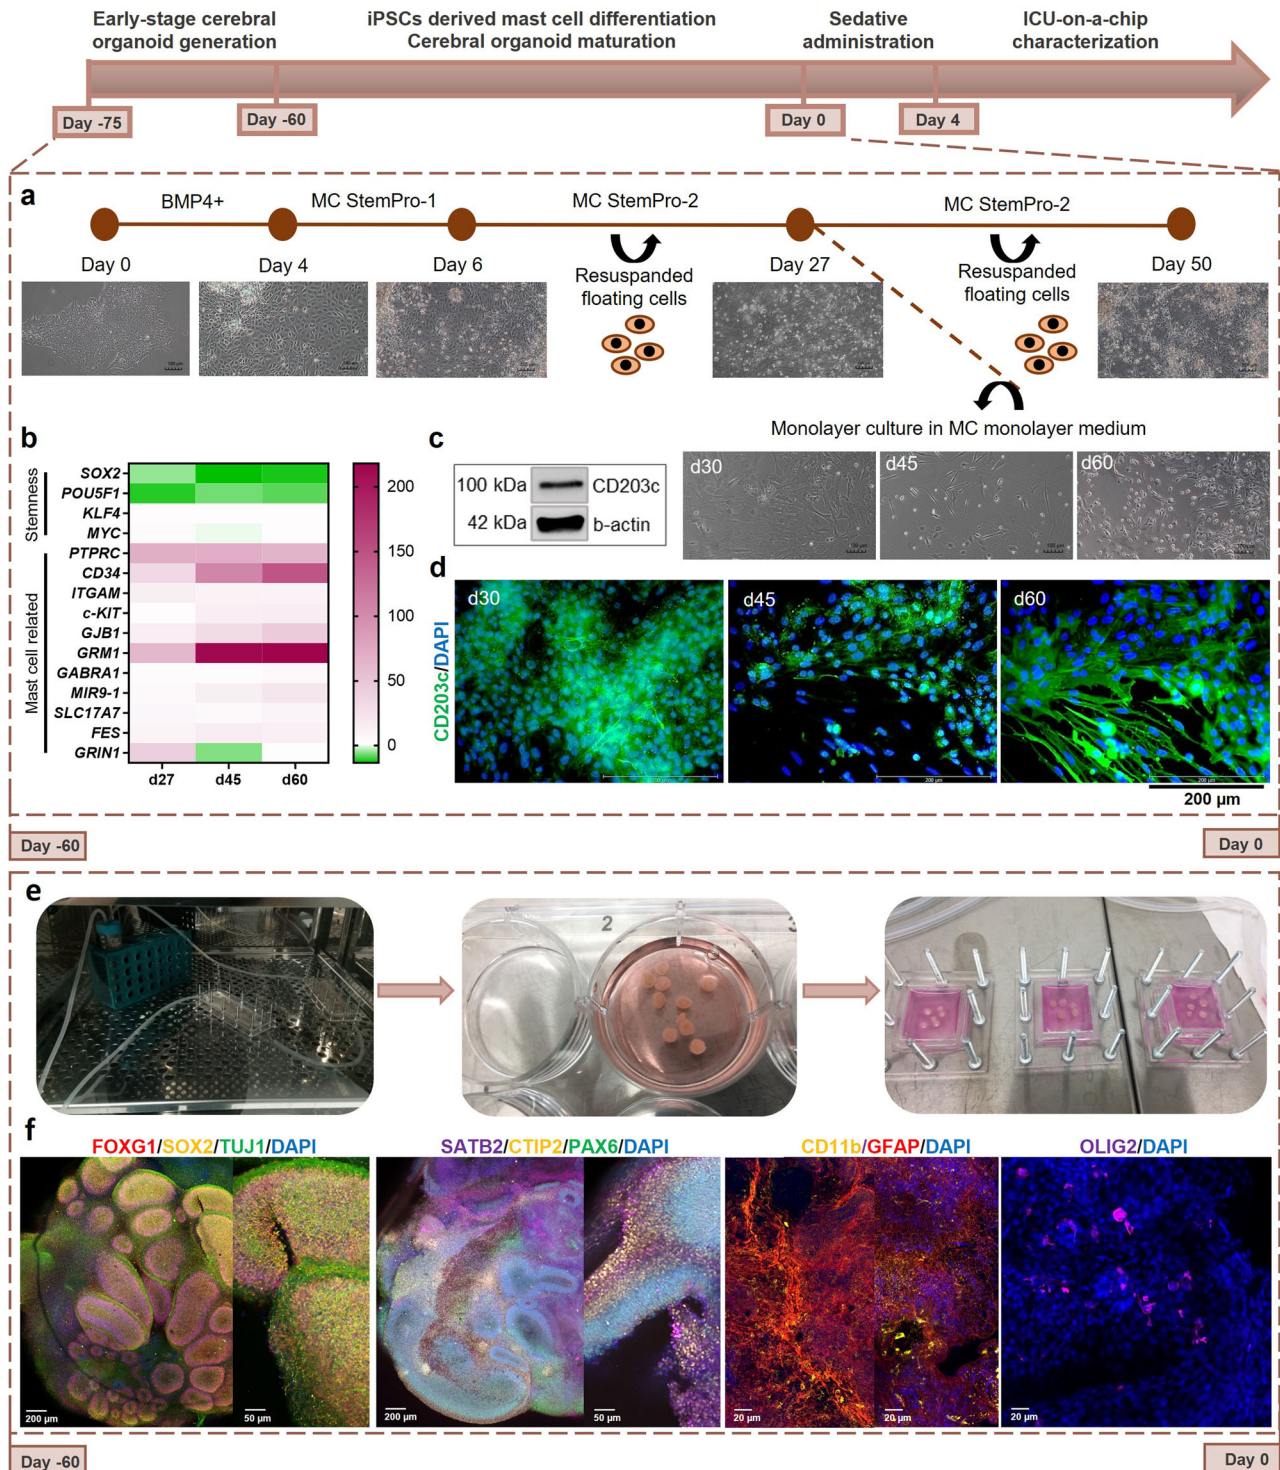 Early-stage cerebral
organoid generation
iPSCs derived mast cell differentiation
Cerebral organoid maturation
Sedative
administration
ICU-on-a-chip
characterization
Day -75
Day -60
Day 0
Day 4
a
BMP4+
MC StemPro-1
MC StemPro-2
MC StemPro-2
Day 0
Day 4
Day 6
Resuspanded
floating cells
Day 27
Resuspanded
floating cells
Day 50
Monolayer culture in MC monolayer medium
b
Stemness
Mast cell related
SOX2
POU5F1
KLF4
MYC
PTPRC
CD34
ITGAM
c-KIT
GJB1
GRM1
GABRA1
MIR9-1
SLC17A7
FES
GRIN1
d27 d45 d60
200
150
100
50
0
c
100 kDa CD203c
42 kDa b-actin
d30
d45
d60
d
CD203c/DAPI
d30
d45
d60
200 µm
Day -60
Day 0
e
2
f
FOXG1/SOX2/TUJ1/DAPI
SATB2/CTIP2/PAX6/DAPI
CD11b/GFAP/DAPI
OLIG2/DAPI
200 µm
50 µm
200 µm
50 µm
20 µm
20 µm
20 µm
Day -60
Day 0